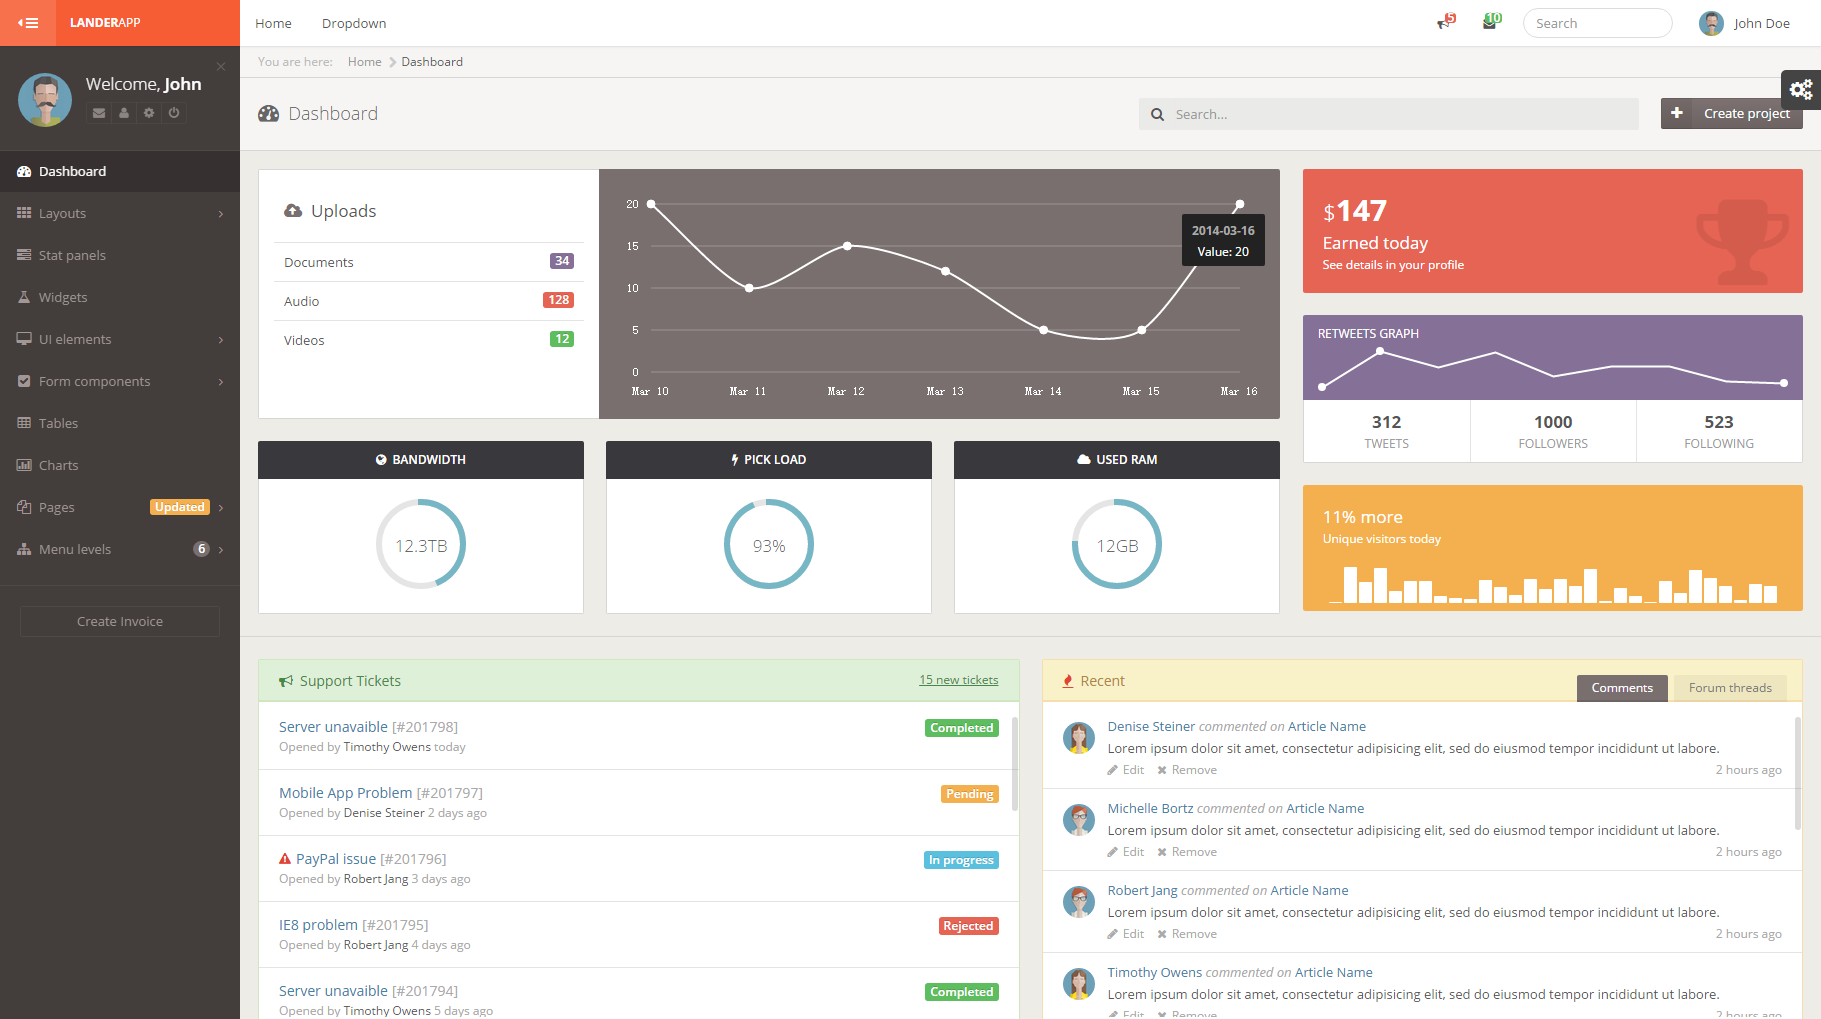 LANDERAPP
Home
Dropdown
5
10
Search
John Doe
Welcome, John
Dashboard
Layouts
Stat panels
Widgets
UI elements
Form components
Tables
Charts
Pages Updated
Menu levels 6
Create Invoice
You are here: Home Dashboard
Dashboard
Search...
Create project
Uploads
Documents 34
Audio 128
Videos 12
20
15
10
5
0
Mar 10 Mar 11 Mar 12 Mar 13 Mar 14 Mar 15 Mar 16
2014-03-16
Value: 20
$147
Earned today
See details in your profile
RETWEETS GRAPH
312 1000 523
TWEETS FOLLOWERS FOLLOWING
BANDWIDTH
12.3TB
PICK LOAD
93%
USED RAM
12GB
11% more
Unique visitors today
Support Tickets 15 new tickets
Server unavaible [#201798] Completed
Opened by Timothy Owens today
Mobile App Problem [#201797] Pending
Opened by Denise Steiner 2 days ago
PayPal issue [#201796] In progress
Opened by Robert Jang 3 days ago
IE8 problem [#201795] Rejected
Opened by Robert Jang 4 days ago
Server unavaible [#201794] Completed
Opened by Timothy Owens 5 days ago
Recent Comments Forum threads
Denise Steiner commented on Article Name
Lorem ipsum dolor sit amet, consectetur adipisicing elit, sed do eiusmod tempor incididunt ut labore.
Edit Remove 2 hours ago
Michelle Bortz commented on Article Name
Lorem ipsum dolor sit amet, consectetur adipisicing elit, sed do eiusmod tempor incididunt ut labore.
Edit Remove 2 hours ago
Robert Jang commented on Article Name
Lorem ipsum dolor sit amet, consectetur adipisicing elit, sed do eiusmod tempor incididunt ut labore.
Edit Remove 2 hours ago
Timothy Owens commented on Article Name
Lorem ipsum dolor sit amet, consectetur adipisicing elit, sed do eiusmod tempor incididunt ut labore.
Edit Remove 2 hours ago